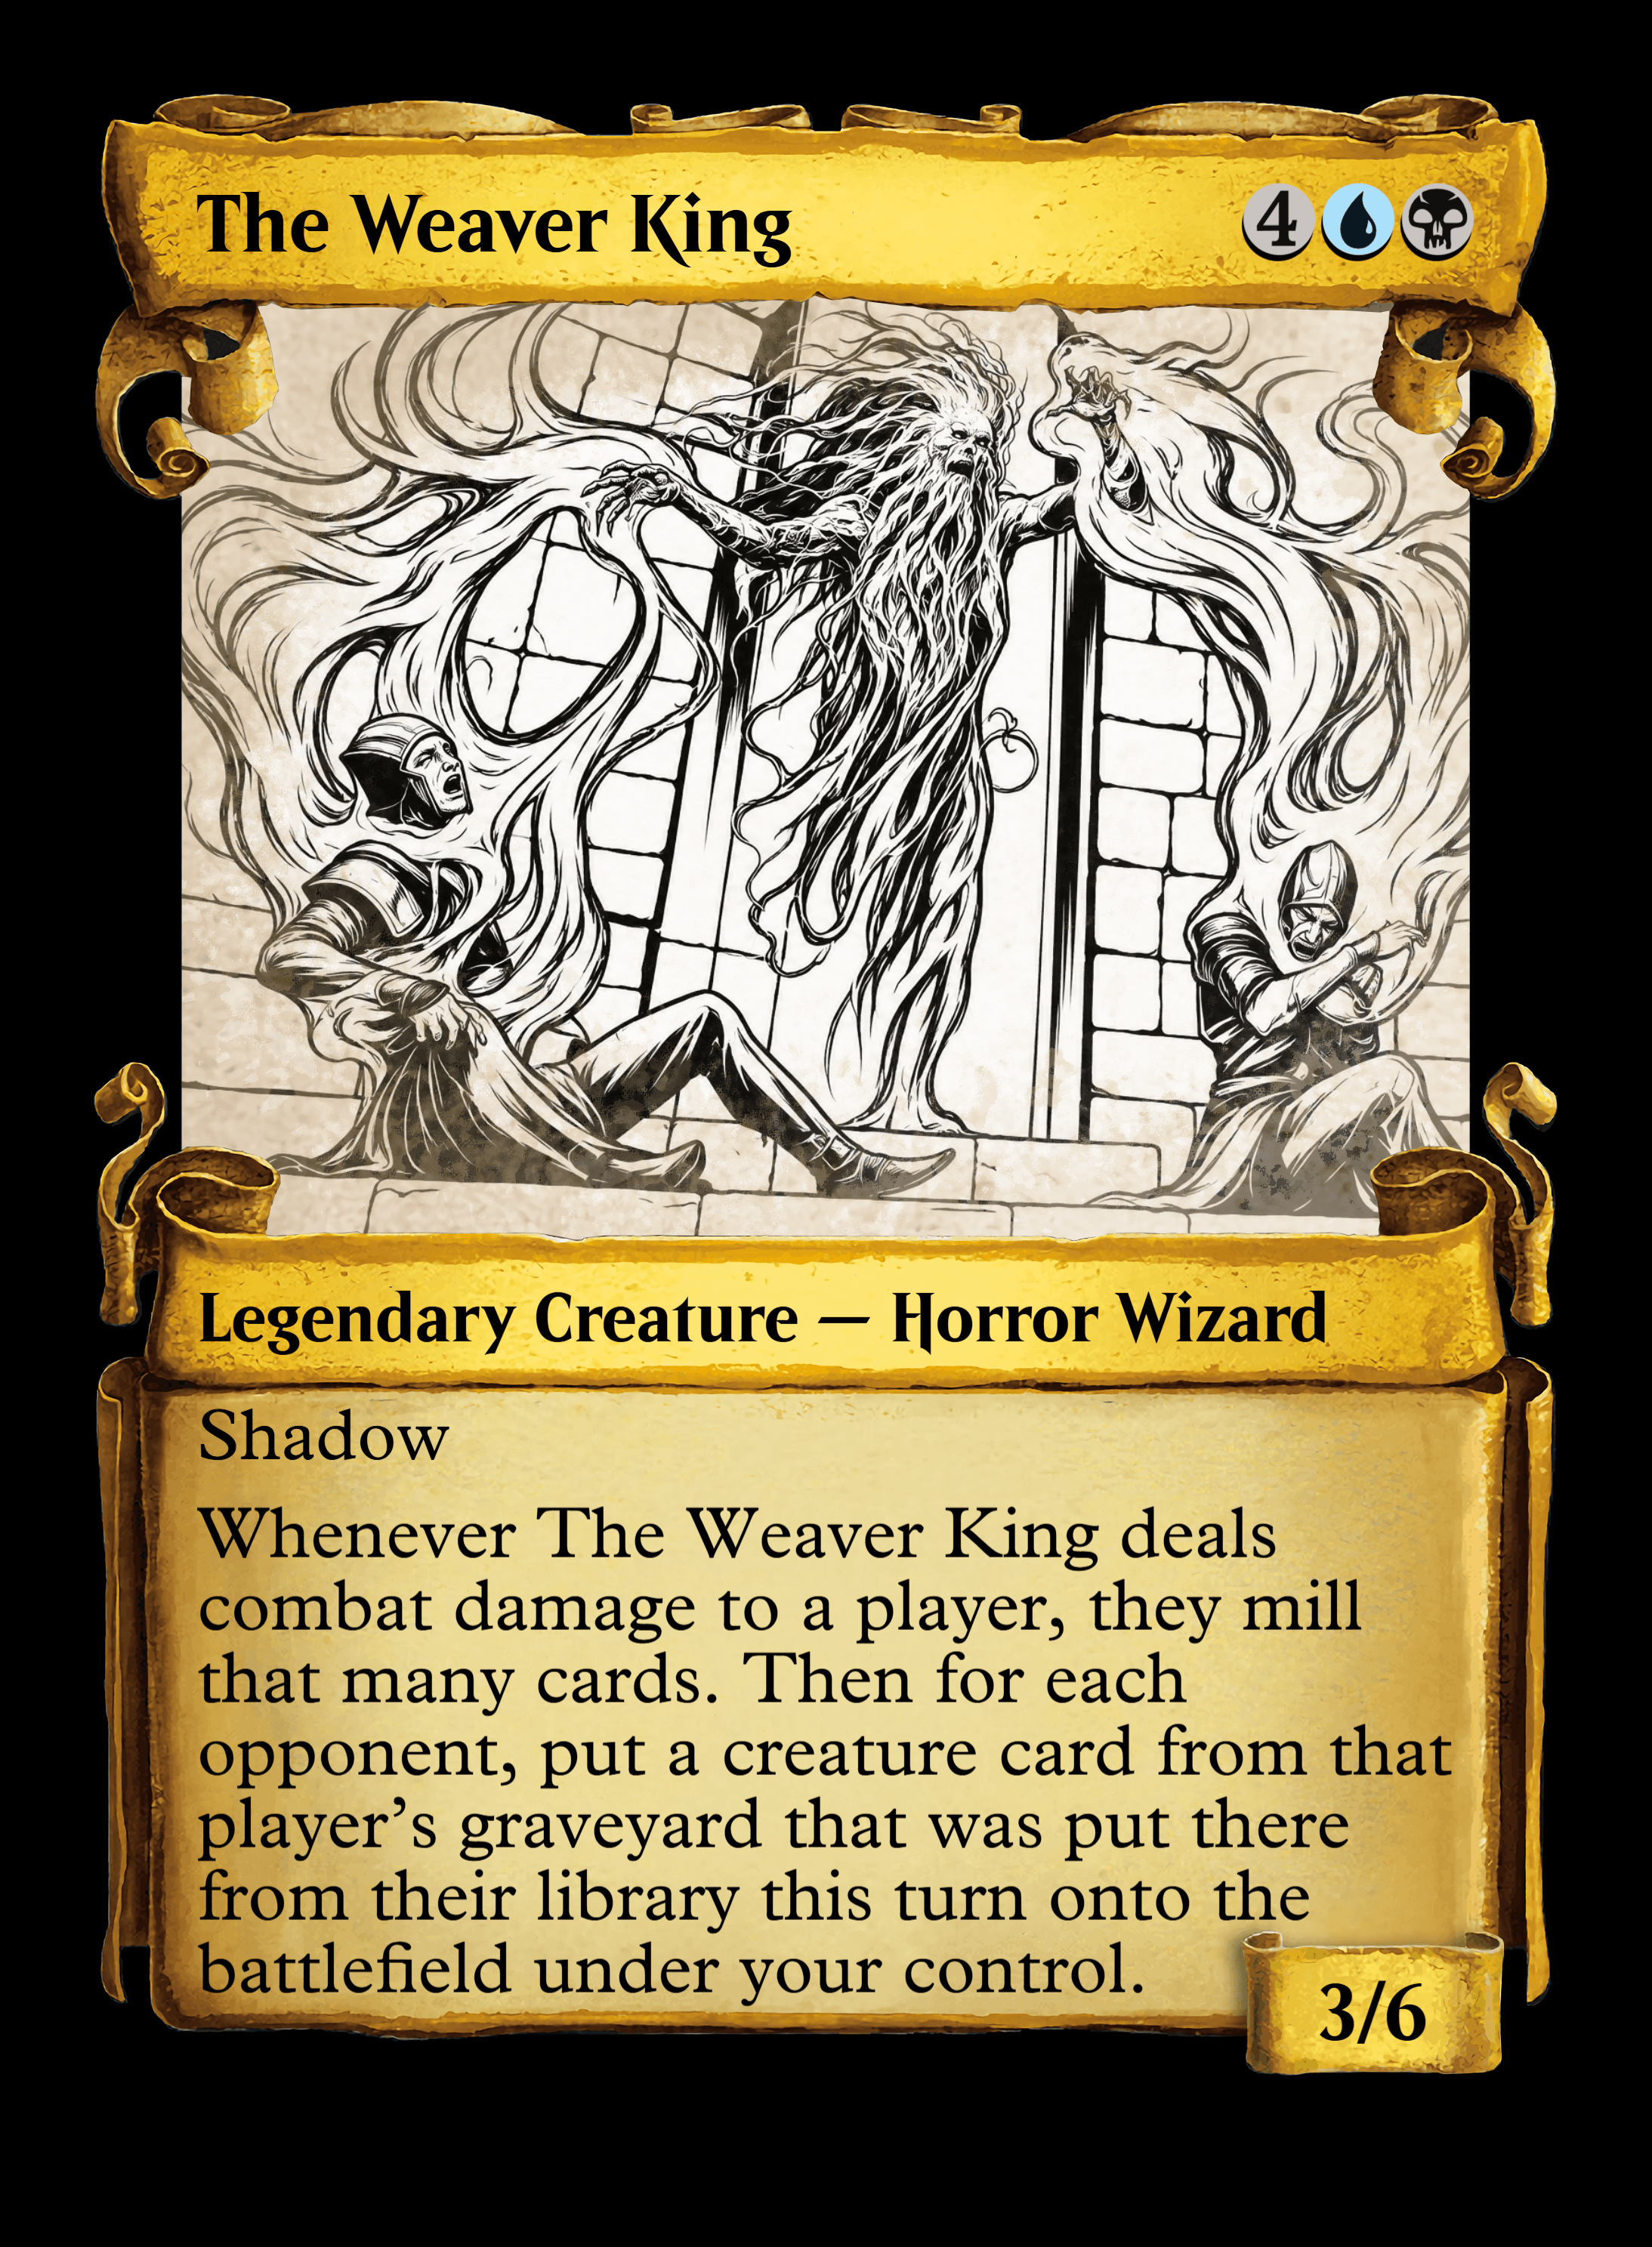 The Weaver King 4
Legendary Creature — Horror Wizard
Shadow
Whenever The Weaver King deals
combat damage to a player, they mill
that many cards. Then for each
opponent, put a creature card from that
player’s graveyard that was put there
from their library this turn onto the
battlefield under your control.
3/6